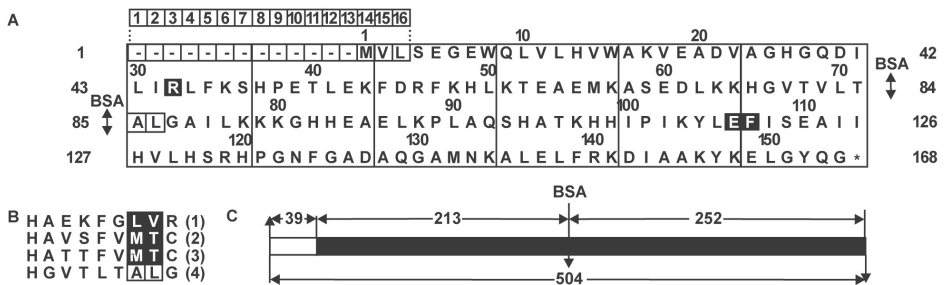 A
1 2 3 4 5 6 7 8 9 10 11 12 13 14 15 16
1 10 20
1 - - - - - - - - - - - - - M V L S E G E W Q L V L H V W A K V E A D V A G H G Q D I 42
30 40 50 60 70
43 L I R L F K S H P E T L E K F D R F K H L K T E A E M K A S E D L K K H G V T V L T 84
BSA 80 90 100 110 BSA
85 A L G A I L K K K G H H E A E L K P L A Q S H A T K H H I P I K Y L E F I S E A I I 126
120 130 140 150
127 H V L H S R H P G N F G A D A Q G A M N K A L E L F R K D I A A K Y K E L G Y Q G * 168
B
H A E K F G L V R (1)
H A V S F V M T C (2)
H A T T F V M T C (3)
H G V T L T A L G (4)
C
BSA
39 213 252
504